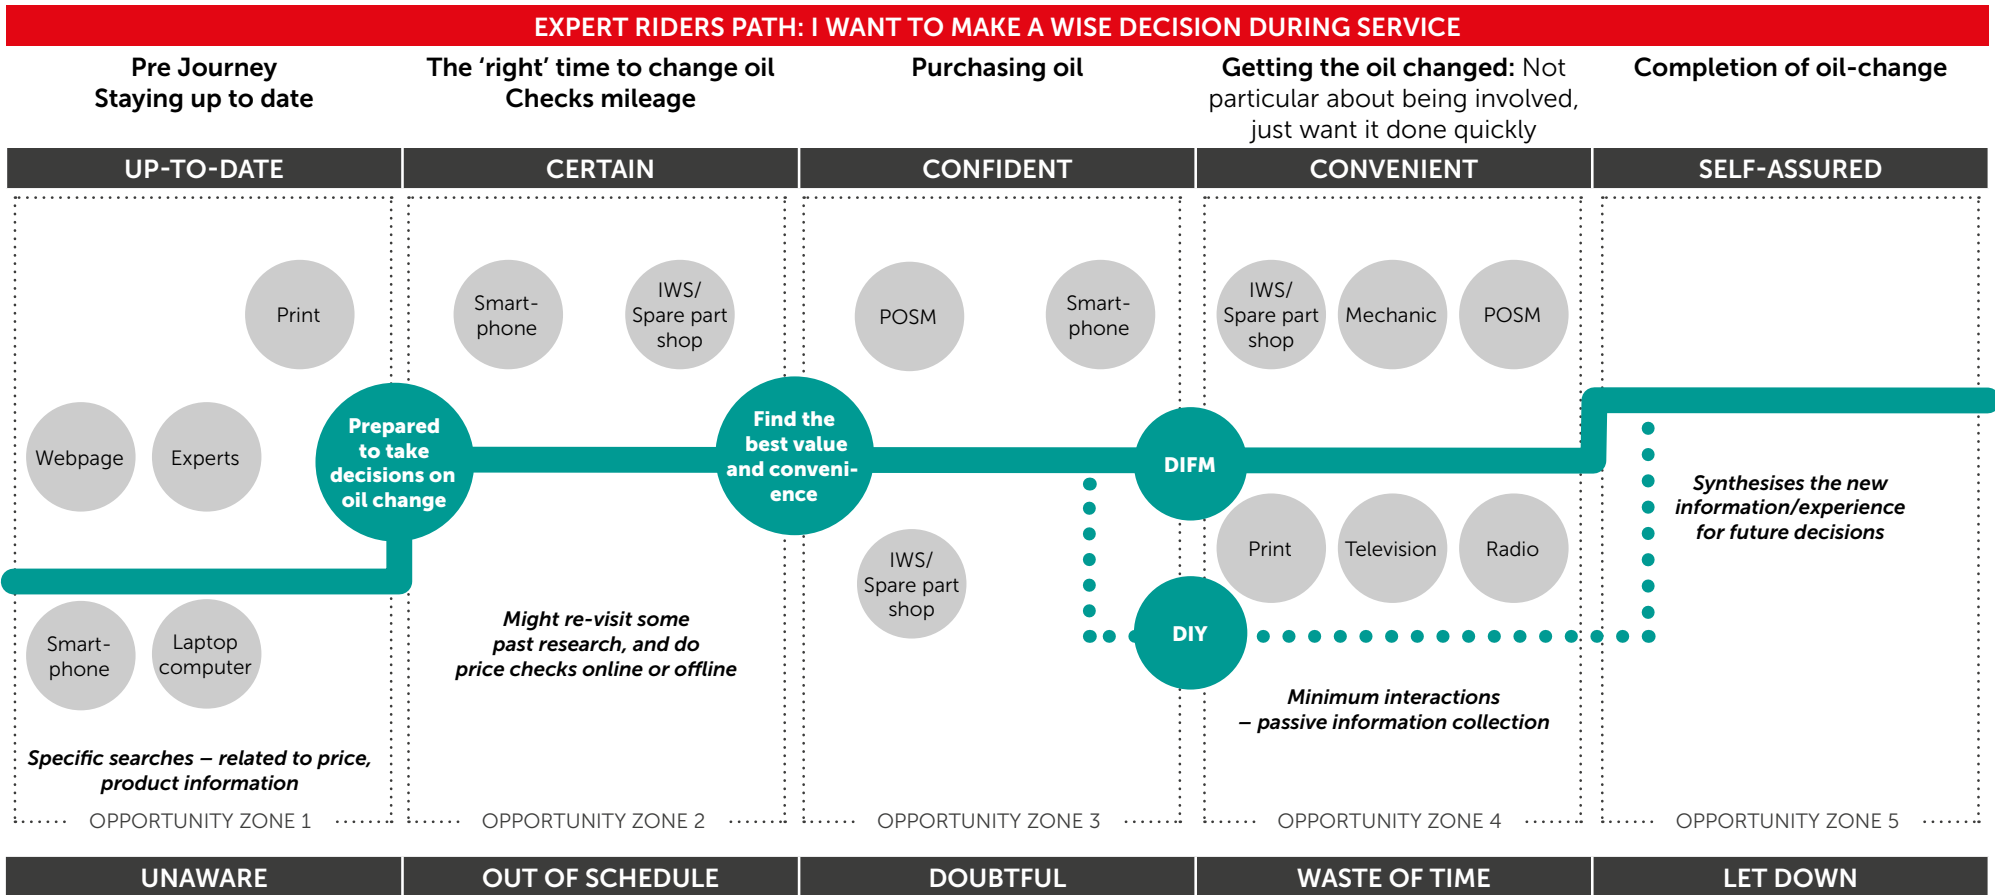 EXPERT RIDERS PATH: I WANT TO MAKE A WISE DECISION DURING SERVICE
Pre Journey
Staying up to date
The ‘right’ time to change oil
Checks mileage
Purchasing oil
Getting the oil changed: Not
particular about being involved,
just want it done quickly
Completion of oil-change
UP-TO-DATE
CERTAIN
CONFIDENT
CONVENIENT
SELF-ASSURED
Print
Webpage
Experts
Smart-
phone
Laptop
computer
Specific searches – related to price,
product information
OPPORTUNITY ZONE 1
Prepared
to take
decisions on
oil change
Smart-
phone
IWS/
Spare part
shop
Might re-visit some
past research, and do
price checks online or offline
OPPORTUNITY ZONE 2
Find the
best value
and conveni-
ence
POSM
Smart-
phone
IWS/
Spare part
shop
OPPORTUNITY ZONE 3
DIFM
DIY
IWS/
Spare part
shop
Mechanic
POSM
Print
Television
Radio
Minimum interactions
– passive information collection
OPPORTUNITY ZONE 4
Synthesises the new
information/experience
for future decisions
OPPORTUNITY ZONE 5
UNAWARE
OUT OF SCHEDULE
DOUBTFUL
WASTE OF TIME
LET DOWN